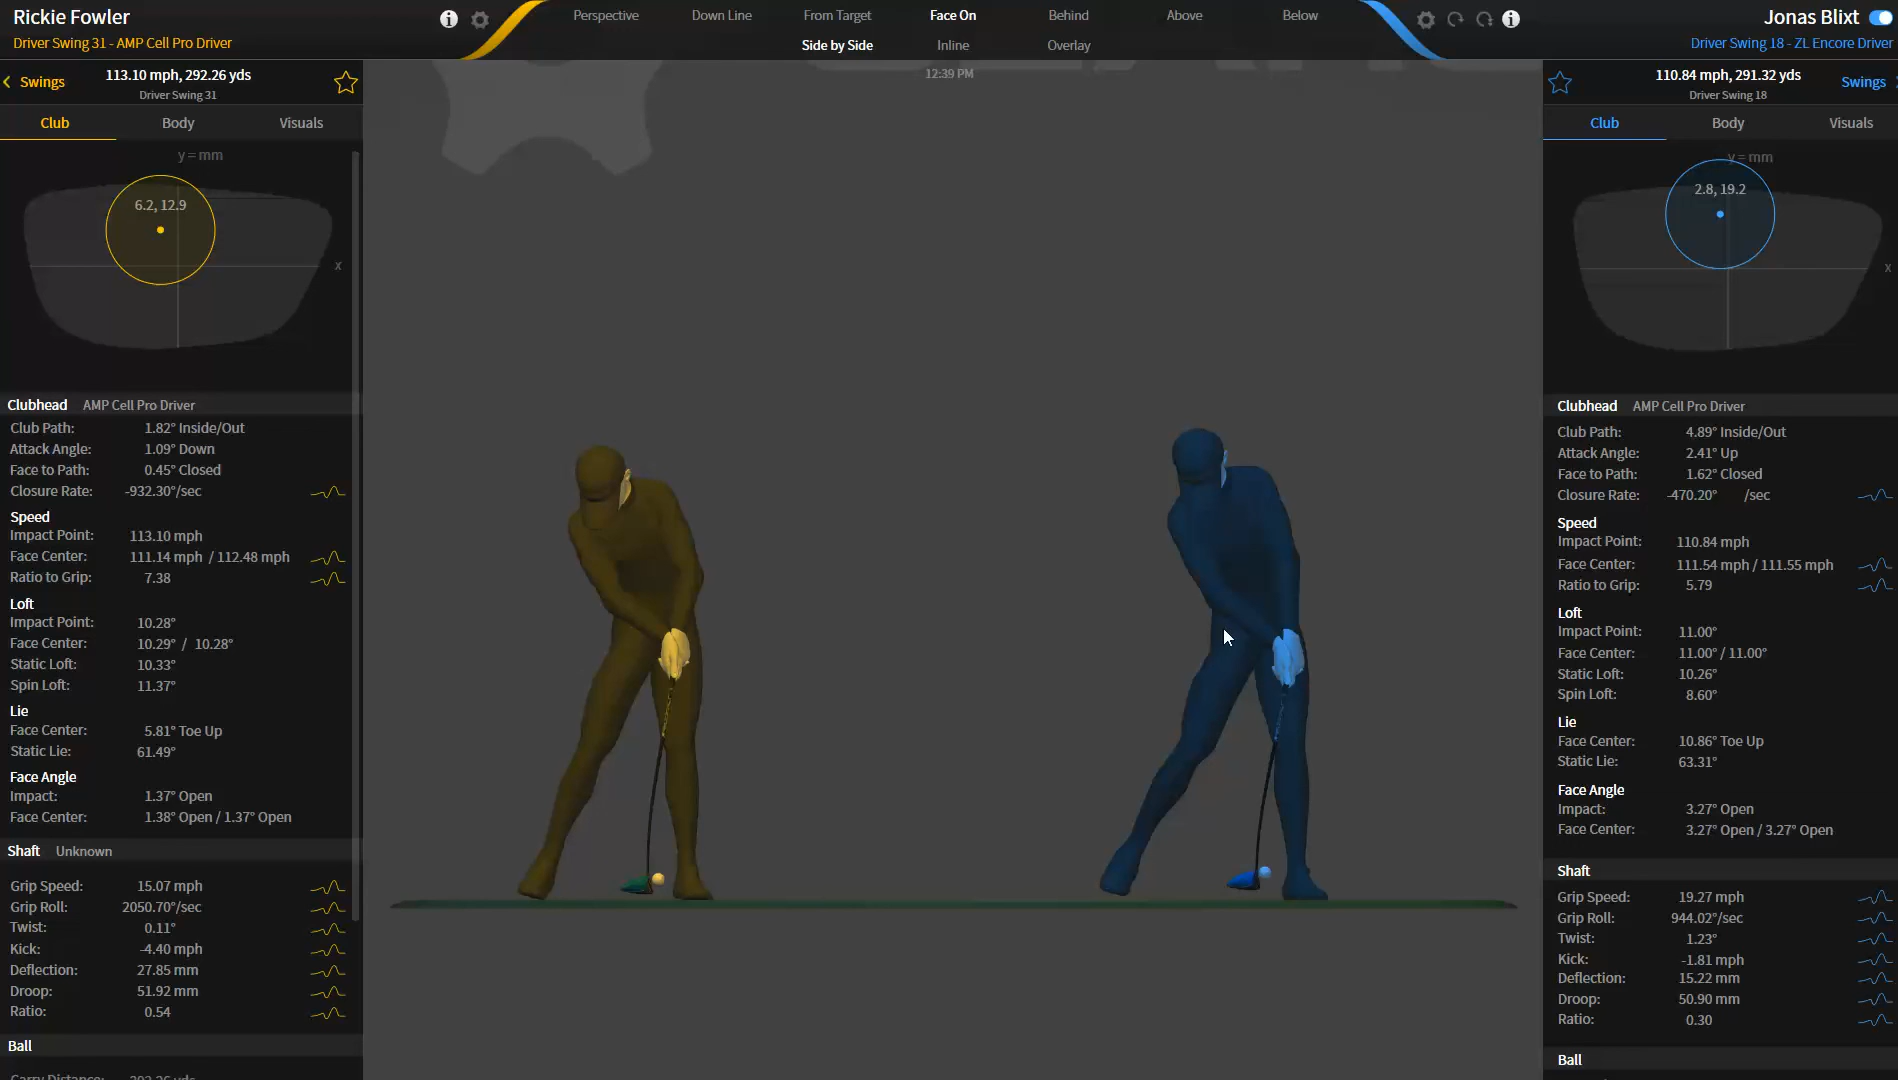 Rickie Fowler
Driver Swing 31 - AMP Cell Pro Driver
Perspective Down Line From Target Face On Behind Above Below
Side by Side Inline Overlay
Jonas Blixt
Driver Swing 18 - ZL Encore Driver
Swings
113.10 mph, 292.26 yds
Driver Swing 31
12:39 PM
110.84 mph, 291.32 yds
Driver Swing 18
Swings
Club Body Visuals
y = mm
6.2, 12.9
x
Clubhead AMP Cell Pro Driver
Club Path: 1.82° Inside/Out
Attack Angle: 1.09° Down
Face to Path: 0.45° Closed
Closure Rate: -932.30°/sec
Speed
Impact Point: 113.10 mph
Face Center: 111.14 mph / 112.48 mph
Ratio to Grip: 7.38
Loft
Impact Point: 10.28°
Face Center: 10.29° / 10.28°
Static Loft: 10.33°
Spin Loft: 11.37°
Lie
Face Center: 5.81° Toe Up
Static Lie: 61.49°
Face Angle
Impact: 1.37° Open
Face Center: 1.38° Open / 1.37° Open
Shaft Unknown
Grip Speed: 15.07 mph
Grip Roll: 2050.70°/sec
Twist: 0.11°
Kick: -4.40 mph
Deflection: 27.85 mm
Droop: 51.92 mm
Ratio: 0.54
Ball
Carry Distance: 292.26 yds
Club Body Visuals
y = mm
2.8, 19.2
x
Clubhead AMP Cell Pro Driver
Club Path: 4.89° Inside/Out
Attack Angle: 2.41° Up
Face to Path: 1.62° Closed
Closure Rate: -470.20° /sec
Speed
Impact Point: 110.84 mph
Face Center: 111.54 mph / 111.55 mph
Ratio to Grip: 5.79
Loft
Impact Point: 11.00°
Face Center: 11.00° / 11.00°
Static Loft: 10.26°
Spin Loft: 8.60°
Lie
Face Center: 10.86° Toe Up
Static Lie: 63.31°
Face Angle
Impact: 3.27° Open
Face Center: 3.27° Open / 3.27° Open
Shaft
Grip Speed: 19.27 mph
Grip Roll: 944.02°/sec
Twist: 1.23°
Kick: -1.81 mph
Deflection: 15.22 mm
Droop: 50.90 mm
Ratio: 0.30
Ball